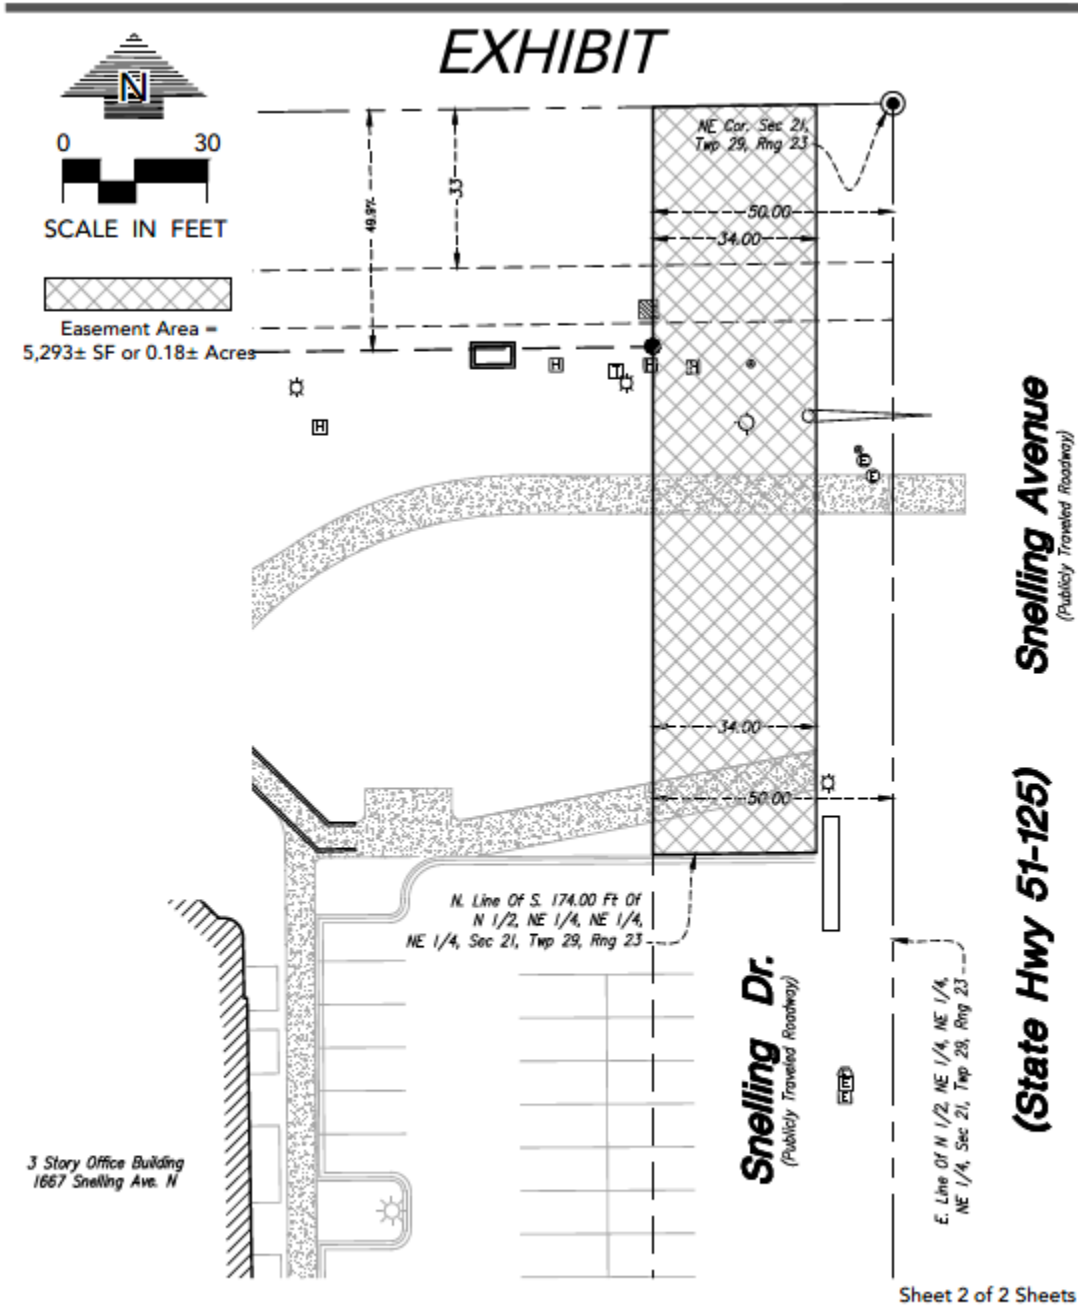 EXHIBIT
N
0 30
SCALE IN FEET
Easement Area =
5,293± SF or 0.18± Acres
49.97
33
NE Cor. Sec 21,
Twp 29, Rng 23
50.00
34.00
H
T
H
H
H
E
E
34.00
50.00
N. Line Of S. 174.00 Ft Of
N 1/2, NE 1/4, NE 1/4,
NE 1/4, Sec 21, Twp 29, Rng 23
Snelling Avenue
(Publicly Traveled Roadway)
(State Hwy 51-125)
Snelling Dr.
(Publicly Traveled Roadway)
E. Line Of N 1/2, NE 1/4, NE 1/4,
NE 1/4, Sec 21, Twp 29, Rng 23
E
E
3 Story Office Building
1667 Snelling Ave. N
Sheet 2 of 2 Sheets